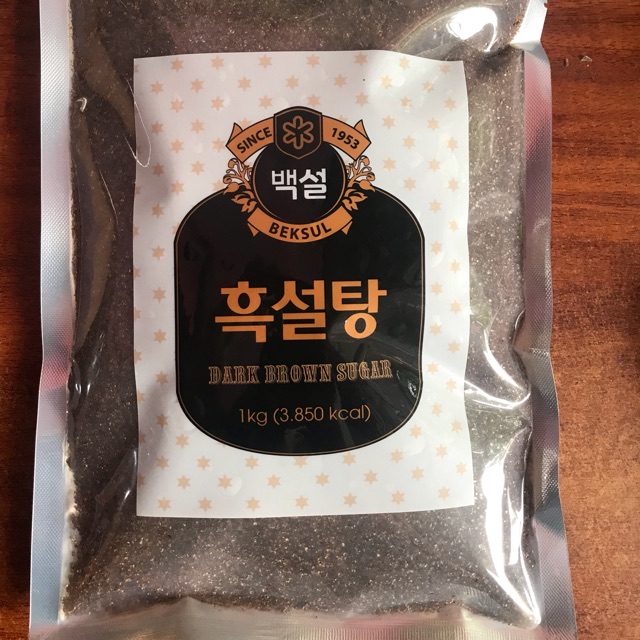 SINCE 1953
백설
BEKSUL
흑설탕
DARK BROWN SUGAR
1kg (3.850 kcal)